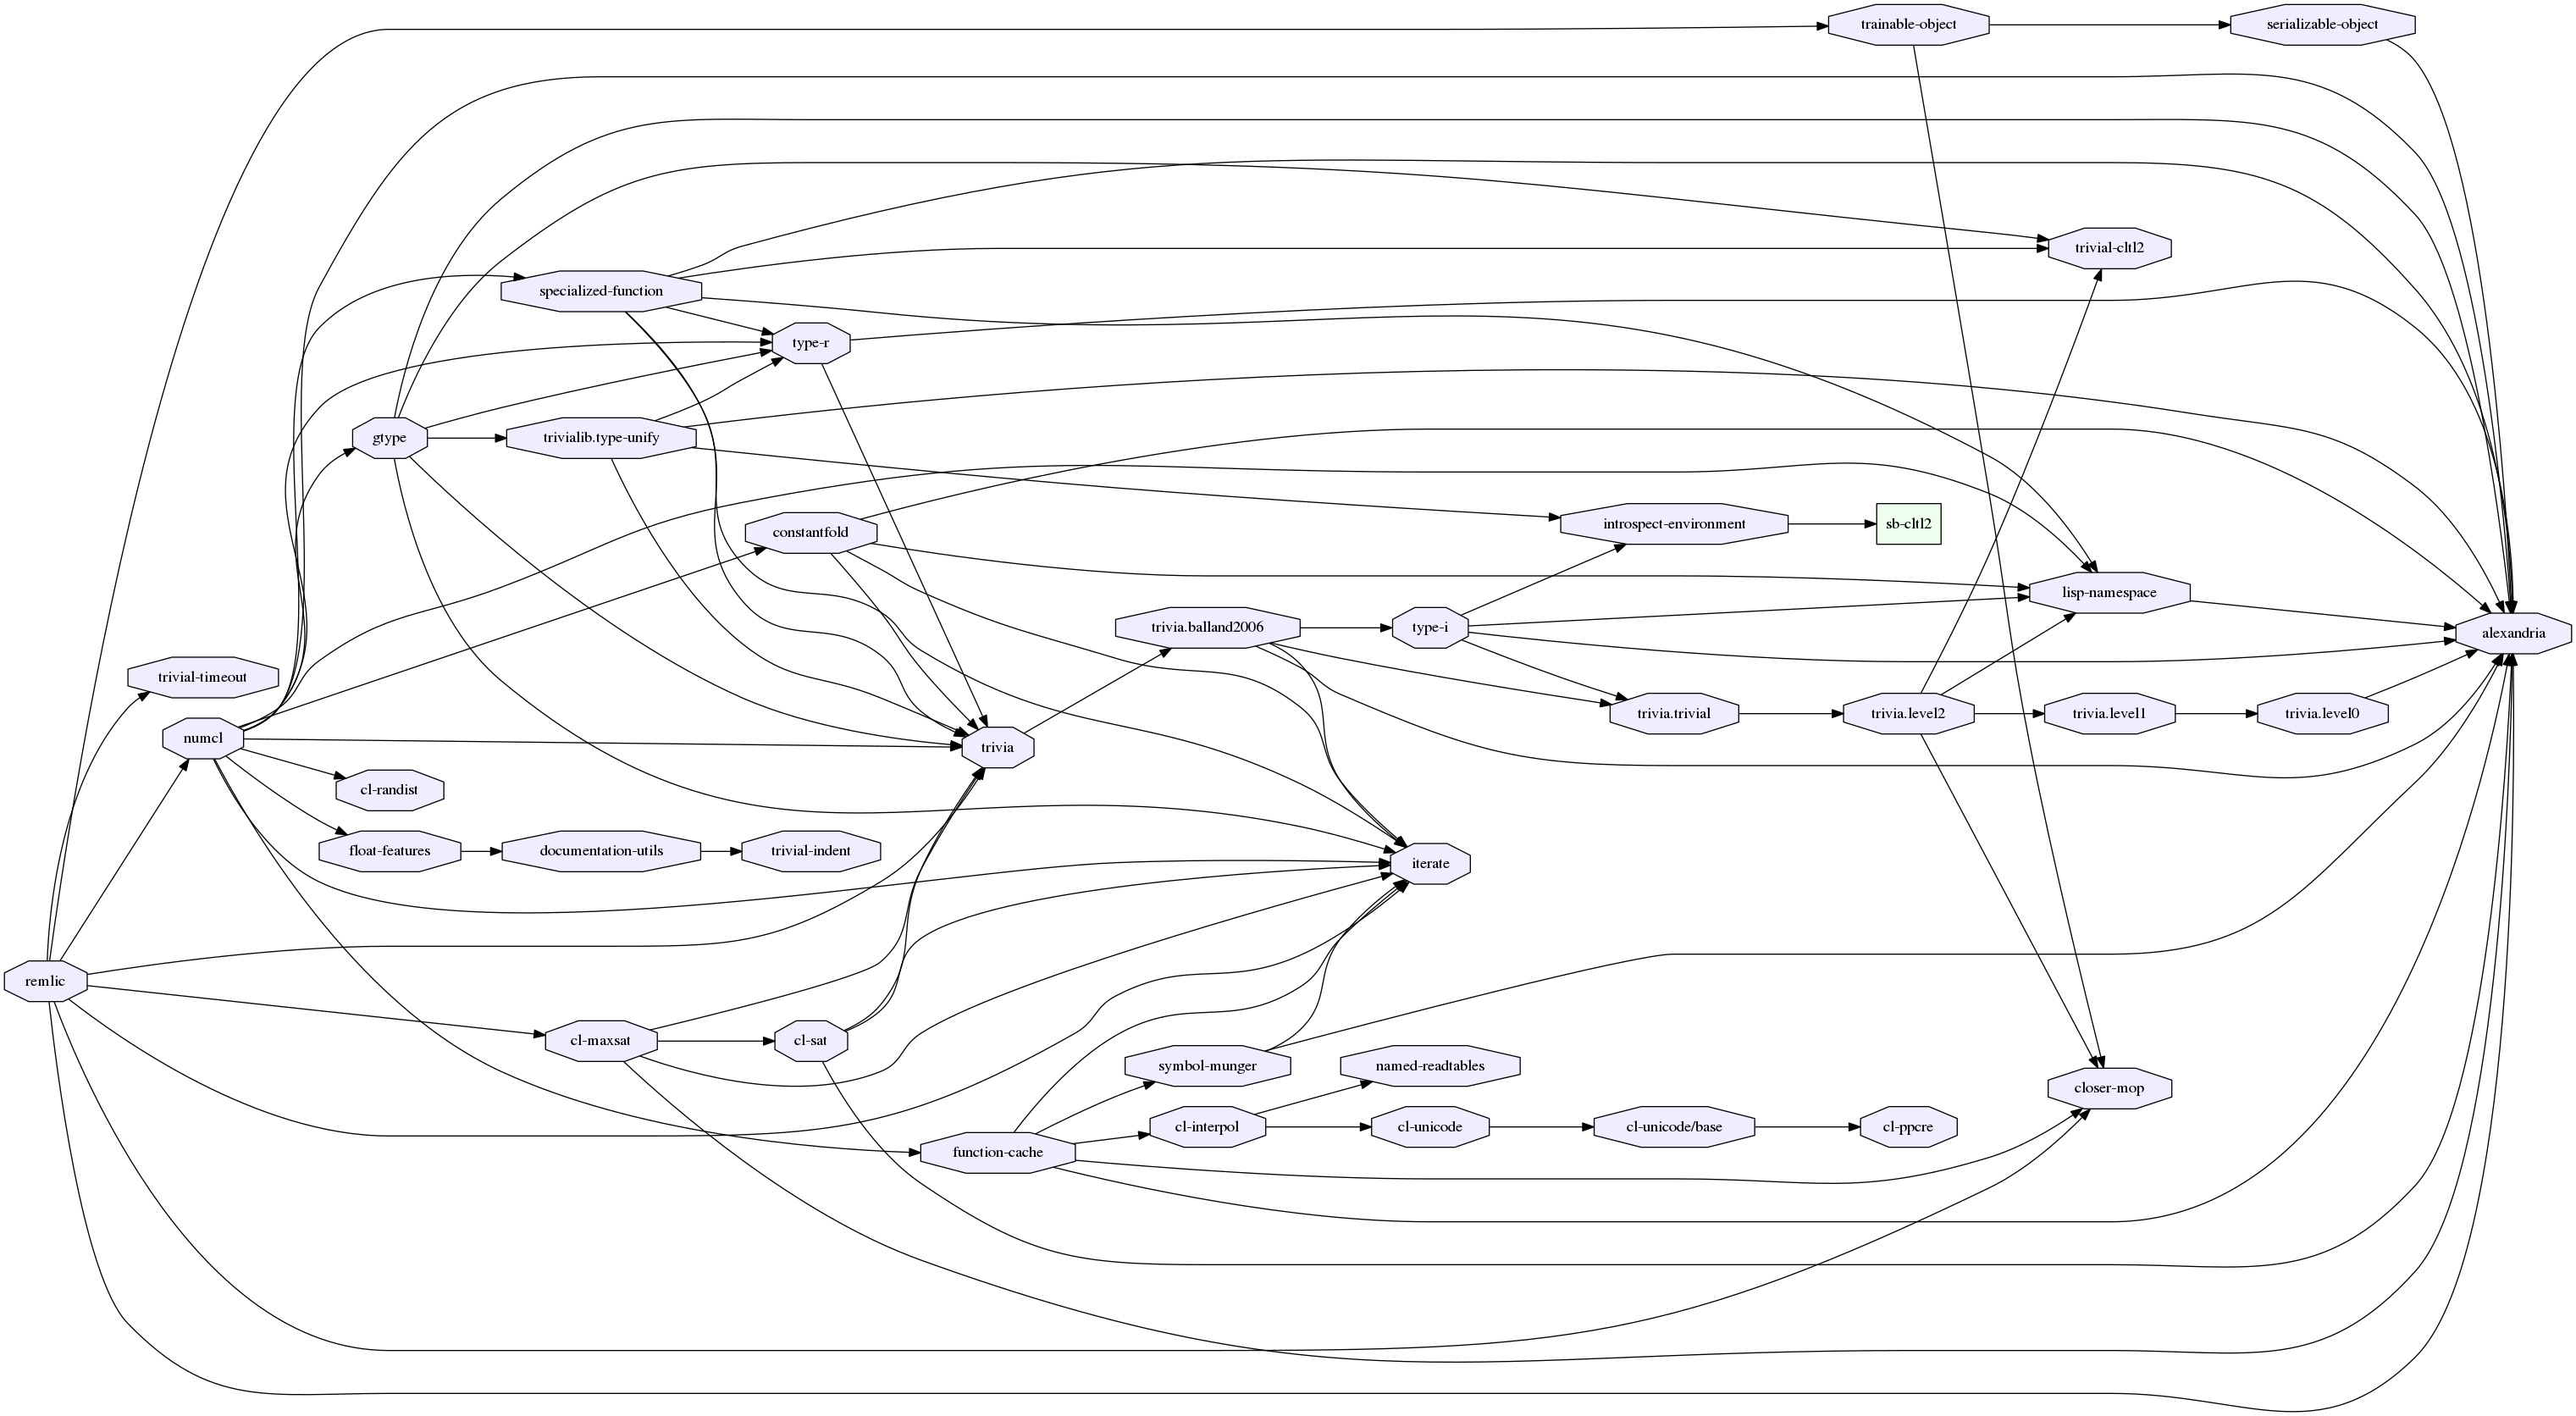 trainable-object
serializable-object
trivial-cltl2
specialized-function
type-r
gtype
trivialib.type-unify
introspect-environment
sb-cltl2
constantfold
lisp-namespace
trivia.balland2006
type-i
alexandria
trivial-timeout
trivia.trivial
trivia.level2
trivia.level1
trivia.level0
numcl
trivia
cl-randist
float-features
documentation-utils
trivial-indent
iterate
remlic
cl-maxsat
cl-sat
symbol-munger
named-readtables
closer-mop
cl-interpol
cl-unicode
cl-unicode/base
cl-ppcre
function-cache